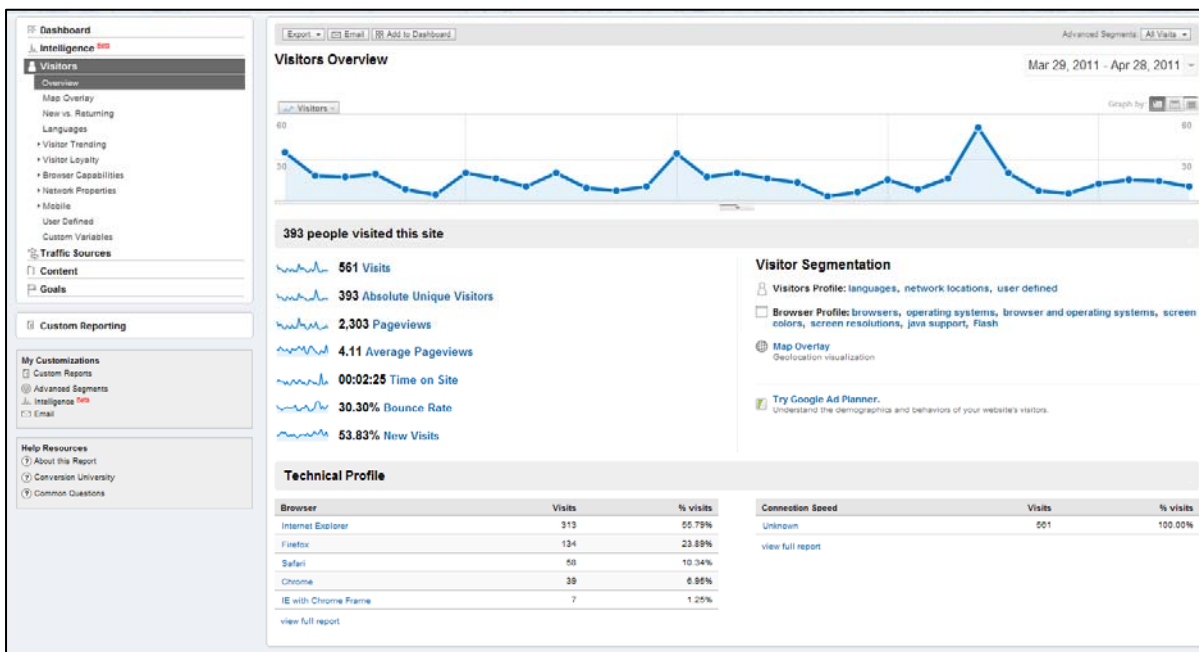 Dashboard
Intelligence Beta
Visitors
Overview
Map Overlay
New vs. Returning
Languages
Visitor Trending
Visitor Loyalty
Browser Capabilities
Network Properties
Mobile
User Defined
Custom Variables
Traffic Sources
Content
Goals
Custom Reporting
My Customizations
Custom Reports
Advanced Segments
Intelligence Beta
Email
Help Resources
About this Report
Conversion University
Common Questions
Export Email Add to Dashboard
Advanced Segments: All Visits
Visitors Overview
Mar 29, 2011 - Apr 28, 2011
Visitors
Graph by:
60 60
30 30
393 people visited this site
561 Visits
393 Absolute Unique Visitors
2,303 Pageviews
4.11 Average Pageviews
00:02:25 Time on Site
30.30% Bounce Rate
53.83% New Visits
Visitor Segmentation
Visitors Profile: languages, network locations, user defined
Browser Profile: browsers, operating systems, browser and operating systems, screen
colors, screen resolutions, java support, Flash
Map Overlay
Geolocation visualization
Try Google Ad Planner.
Understand the demographics and behaviors of your website's visitors.
Technical Profile
Browser Visits % visits
Internet Explorer 313 55.79%
Firefox 134 23.89%
Safari 58 10.34%
Chrome 39 6.95%
IE with Chrome Frame 7 1.25%
view full report
Connection Speed Visits % visits
Unknown 561 100.00%
view full report